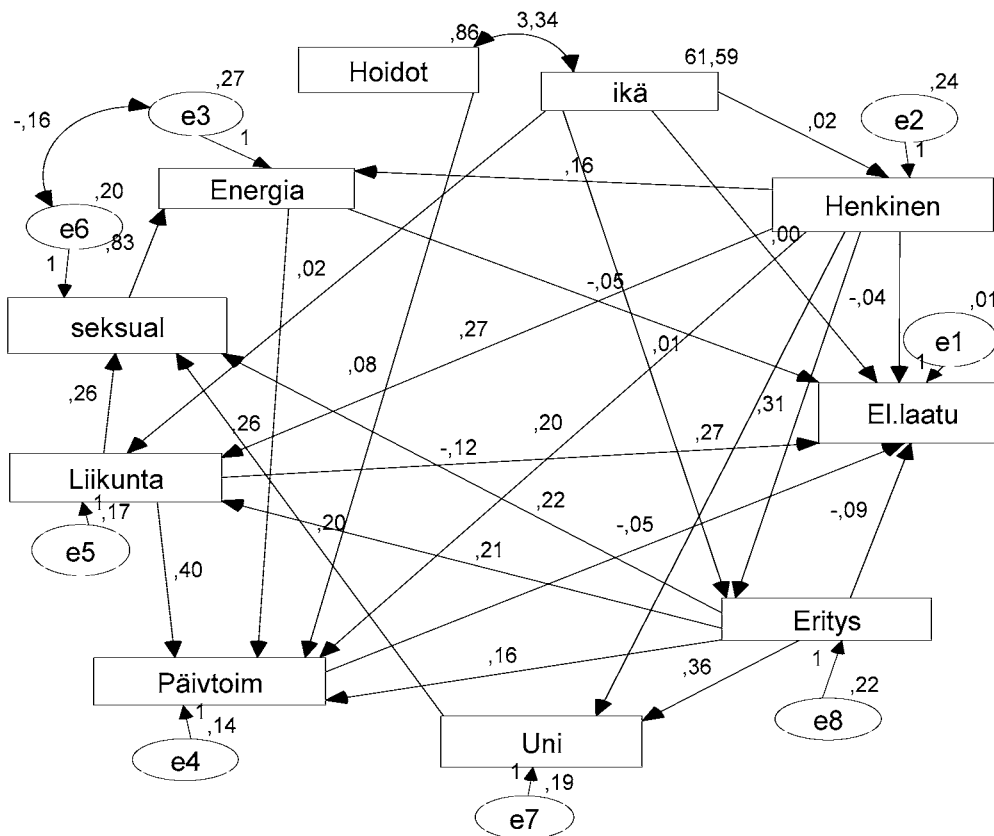 3,34
,86
Hoidot
61,59
ikä
,27
e3
-,16
1
,24
e2
,02
1
,16
Energia
Henkinen
,20
e6
,83
1
,02
,00
-,05
-,04
,01
e1
1
seksual
,27
,01
,08
El.laatu
,26
,26
,20
,31
,27
-,12
Liikunta
1
,17
e5
,22
-,09
,20
-,05
,21
,40
Eritys
,16
,36
1
Päivtoim
,22
e8
1
,14
e4
Uni
1
,19
e7